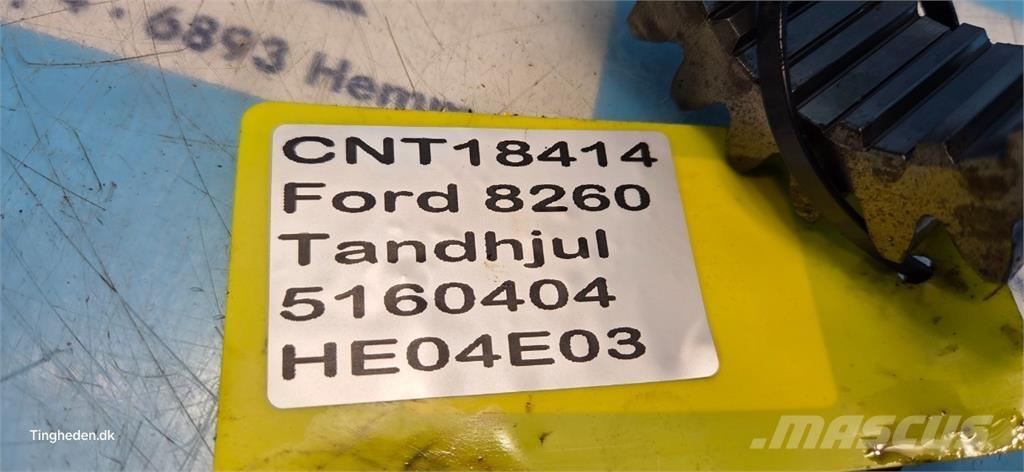 6893 Hemm
CNT18414
Ford 8260
Tandhjul
5160404
HE04E03
Tingheden.dk
MASCUS